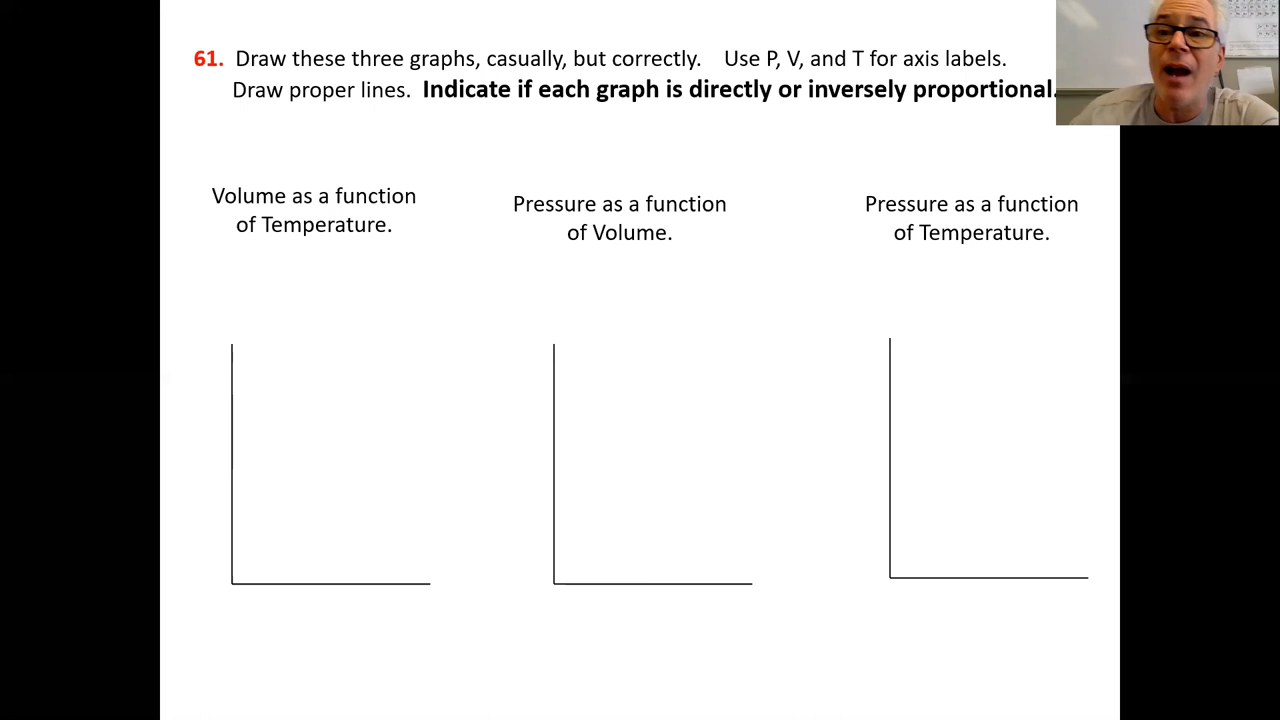 61. Draw these three graphs, casually, but correctly. Use P, V, and T for axis labels.
Draw proper lines. Indicate if each graph is directly or inversely proportional.
Volume as a function
of Temperature.
Pressure as a function
of Volume.
Pressure as a function
of Temperature.